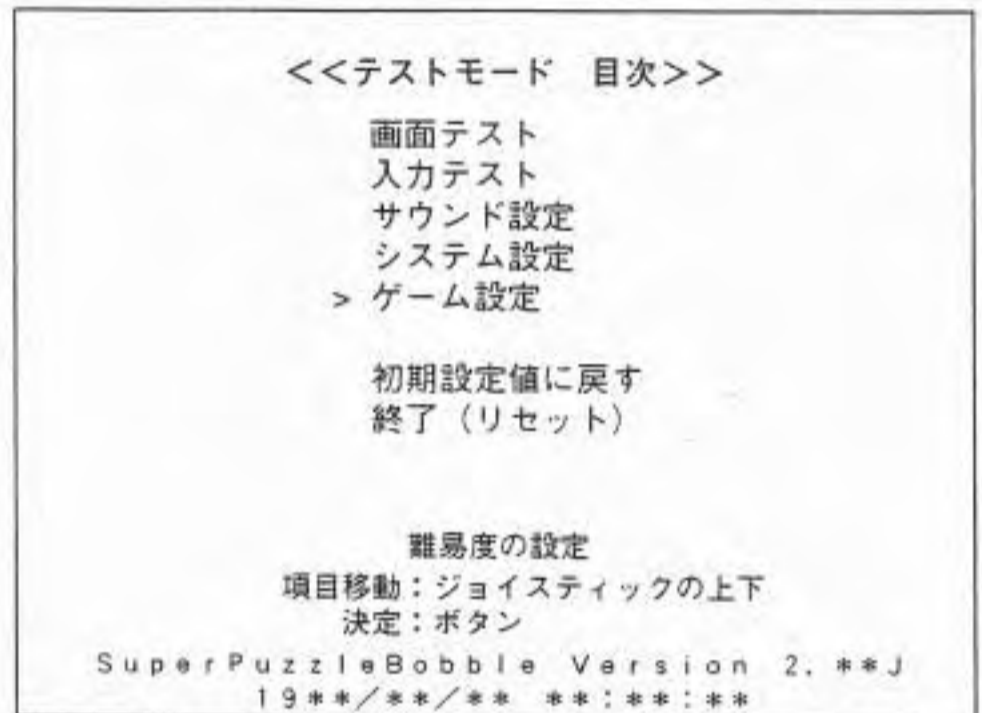 <<テストモード　目次>>
画面テスト
入力テスト
サウンド設定
システム設定
> ゲーム設定
初期設定値に戻す
終了（リセット）
難易度の設定
項目移動：ジョイスティックの上下
決定：ボタン
SuperPuzzleBobble Version 2.**J
19**/**/** **:**:**